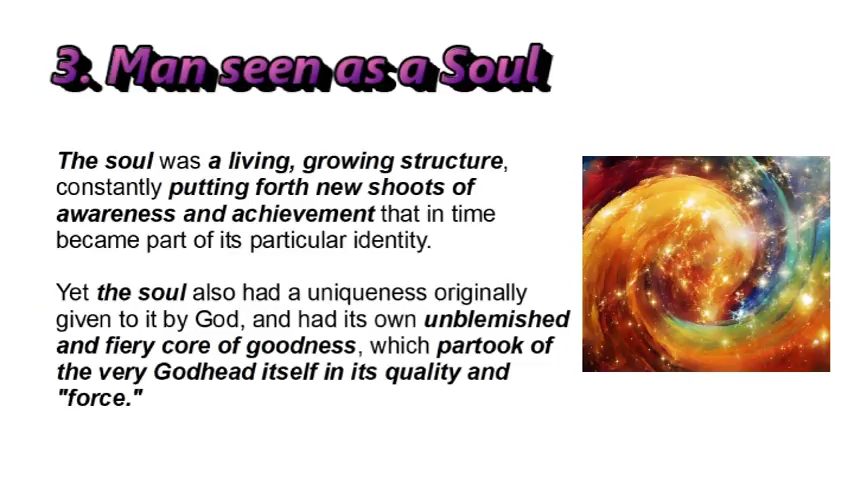 3. Man seen as a Soul
The soul was a living, growing structure,
constantly putting forth new shoots of
awareness and achievement that in time
became part of its particular identity.
Yet the soul also had a uniqueness originally
given to it by God, and had its own unblemished
and fiery core of goodness, which partook of
the very Godhead itself in its quality and
"force."